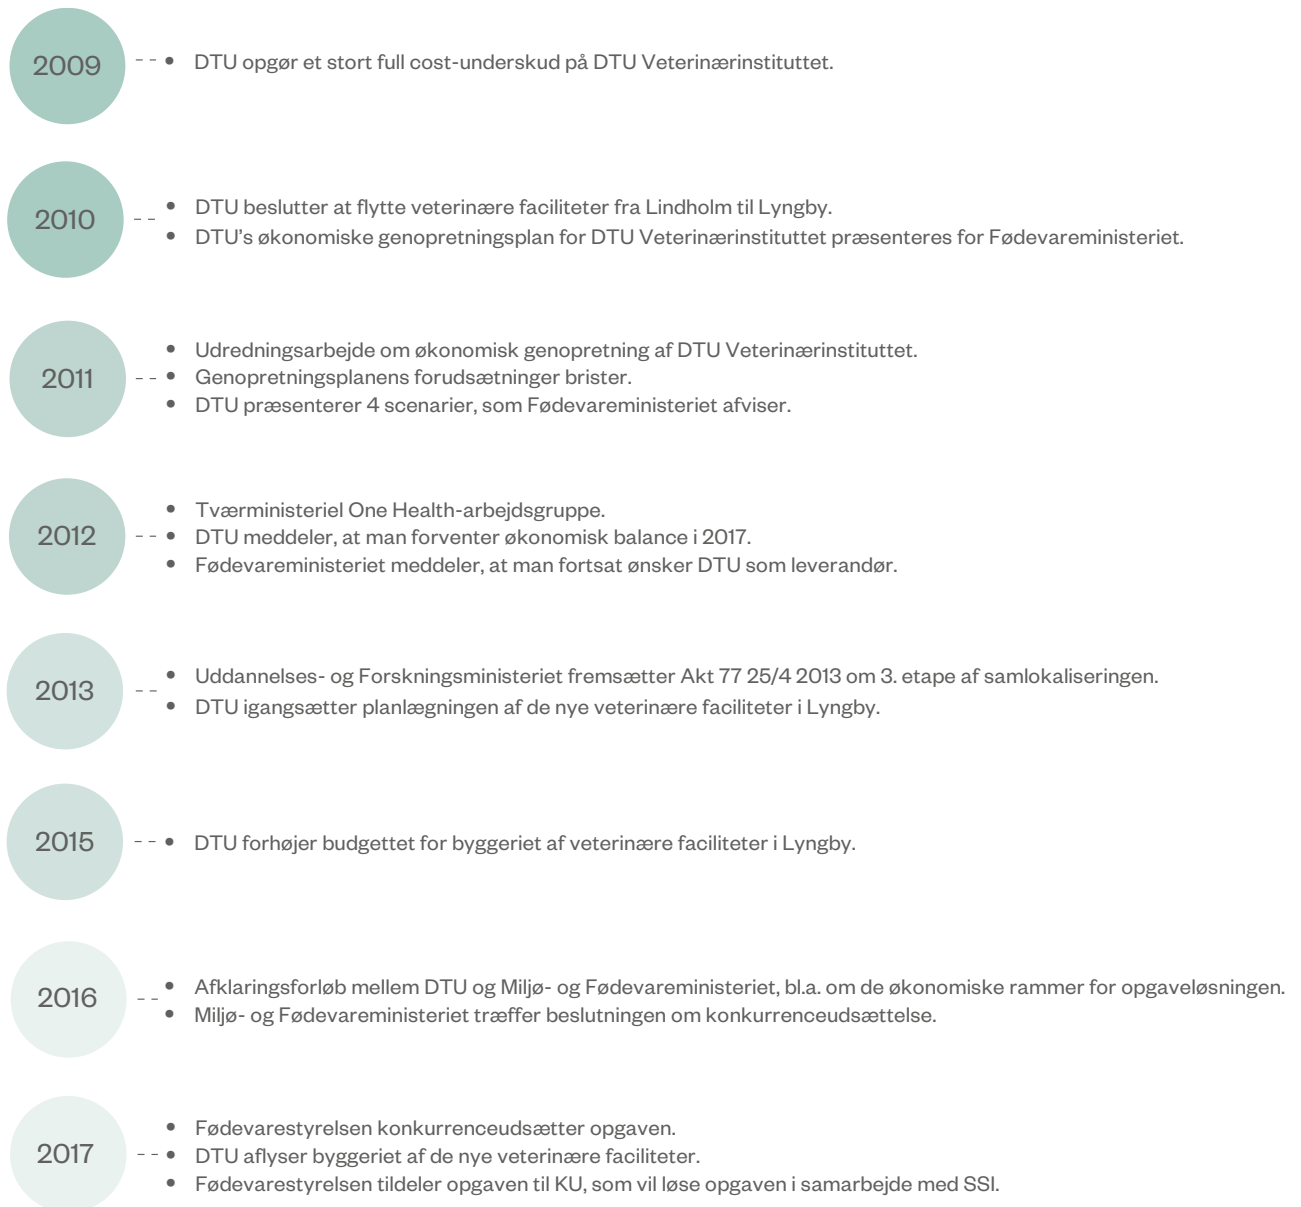 2009
• DTU opgør et stort full cost-underskud på DTU Veterinærinstituttet.
2010
• DTU beslutter at flytte veterinære faciliteter fra Lindholm til Lyngby.
• DTU’s økonomiske genopretningsplan for DTU Veterinærinstituttet præsenteres for Fødevareministeriet.
2011
• Udredningsarbejde om økonomisk genopretning af DTU Veterinærinstituttet.
• Genopretningsplanens forudsætninger brister.
• DTU præsenterer 4 scenarier, som Fødevareministeriet afviser.
2012
• Tværministeriel One Health-arbejdsgruppe.
• DTU meddeler, at man forventer økonomisk balance i 2017.
• Fødevareministeriet meddeler, at man fortsat ønsker DTU som leverandør.
2013
• Uddannelses- og Forskningsministeriet fremsætter Akt 77 25/4 2013 om 3. etape af samlokaliseringen.
• DTU igangsætter planlægningen af de nye veterinære faciliteter i Lyngby.
2015
• DTU forhøjer budgettet for byggeriet af veterinære faciliteter i Lyngby.
2016
• Afklaringsforløb mellem DTU og Miljø- og Fødevareministeriet, bl.a. om de økonomiske rammer for opgaveløsningen.
• Miljø- og Fødevareministeriet træffer beslutningen om konkurrenceudsættelse.
2017
• Fødevarestyrelsen konkurrenceudsætter opgaven.
• DTU aflyser byggeriet af de nye veterinære faciliteter.
• Fødevarestyrelsen tildeler opgaven til KU, som vil løse opgaven i samarbejde med SSI.